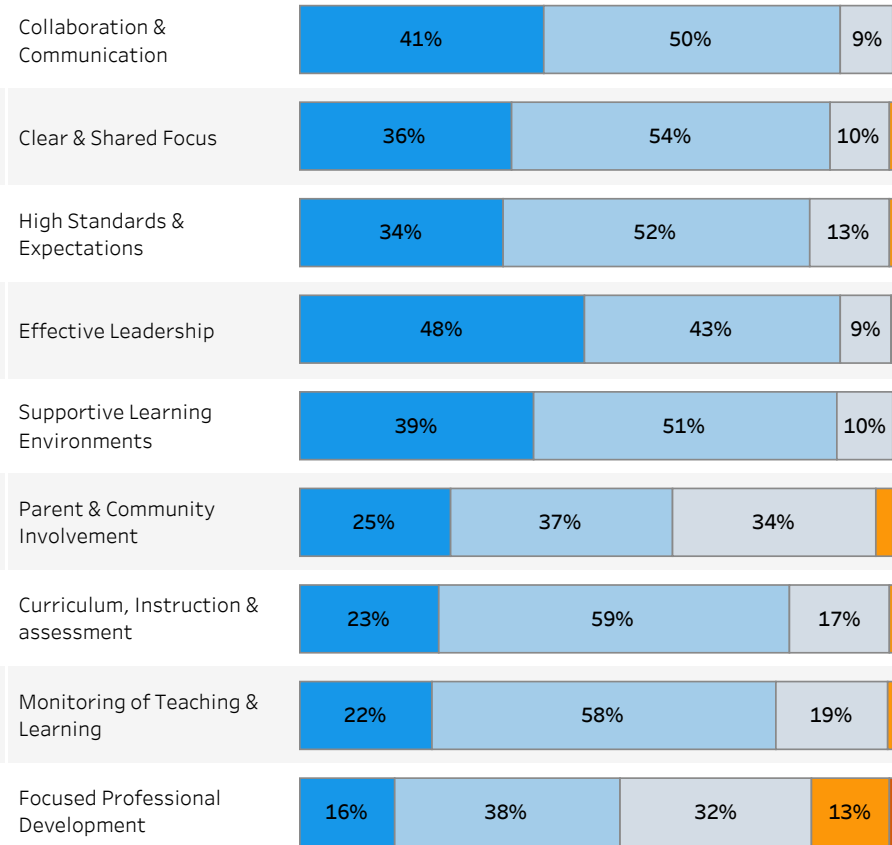 Collaboration &
Communication
41% 50% 9%
Clear & Shared Focus
36% 54% 10%
High Standards &
Expectations
34% 52% 13%
Effective Leadership
48% 43% 9%
Supportive Learning
Environments
39% 51% 10%
Parent & Community
Involvement
25% 37% 34%
Curriculum, Instruction &
assessment
23% 59% 17%
Monitoring of Teaching &
Learning
22% 58% 19%
Focused Professional
Development
16% 38% 32% 13%